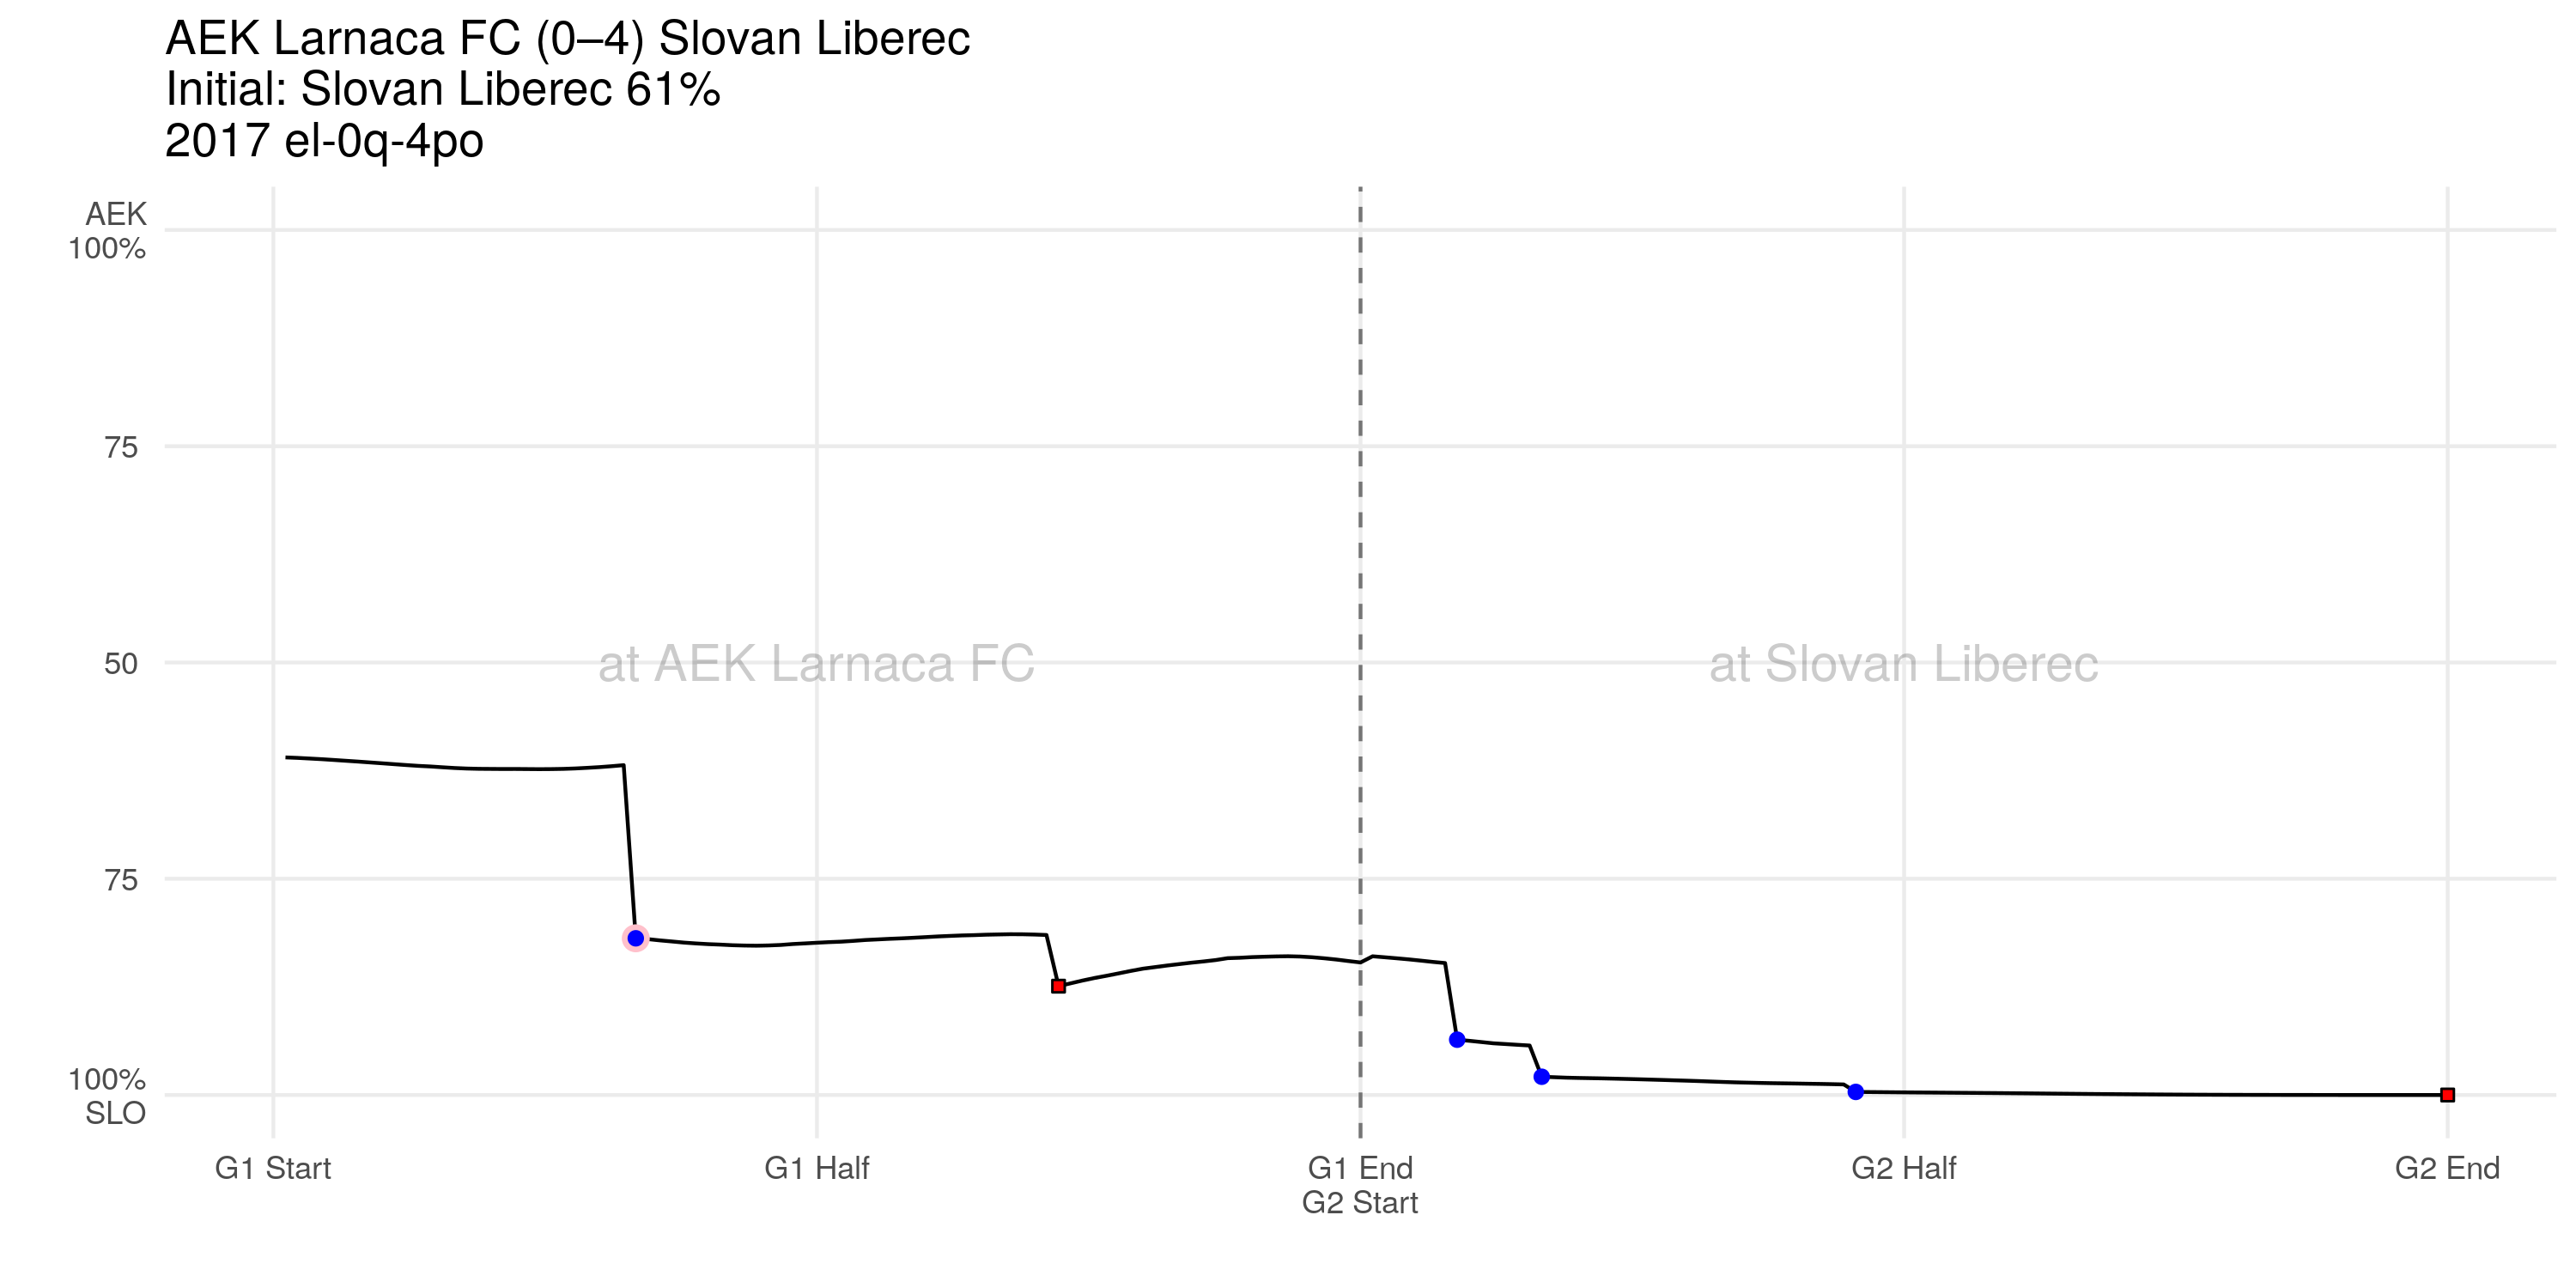 AEK Larnaca FC (0–4) Slovan Liberec
Initial: Slovan Liberec 61%
2017 el-0q-4po
AEK
100%
75
50
75
100%
SLO
at AEK Larnaca FC
at Slovan Liberec
G1 Start
G1 Half
G1 End
G2 Start
G2 Half
G2 End